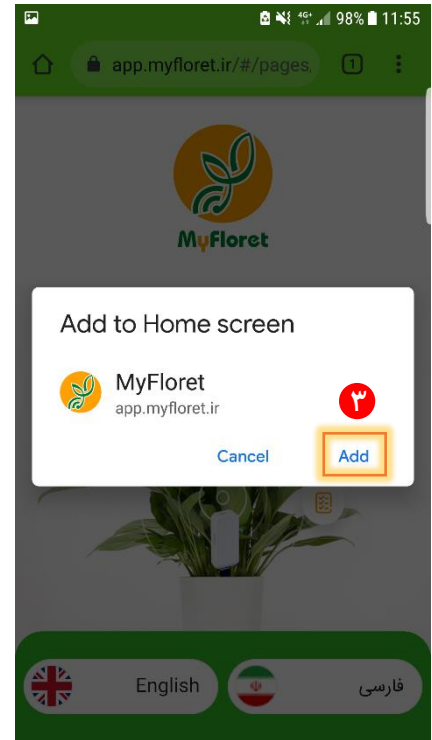 4G+ 98% 11:55
app.myfloret.ir/#/pages. 1
MyFloret
Add to Home screen
MyFloret
app.myfloret.ir
۳
Cancel Add
English فارسی